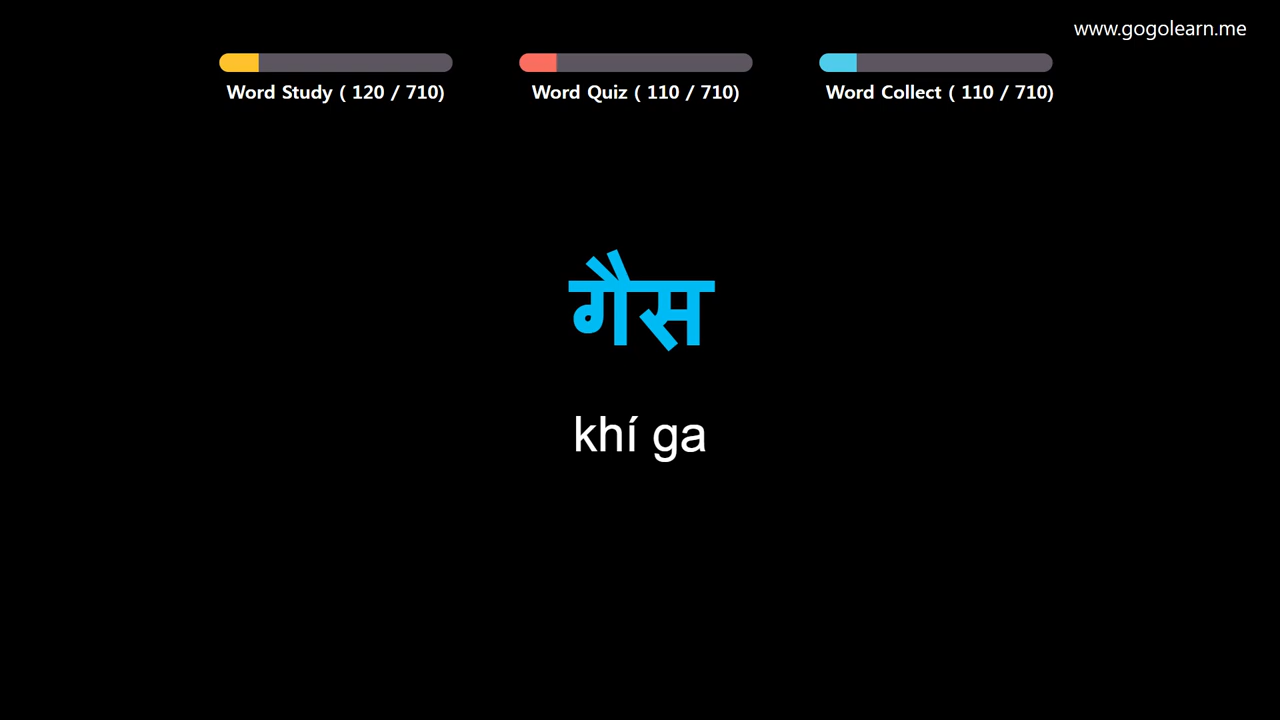 www.gogolearn.me
Word Study ( 120 / 710)
Word Quiz ( 110 / 710)
Word Collect ( 110 / 710)
गैस
khí ga